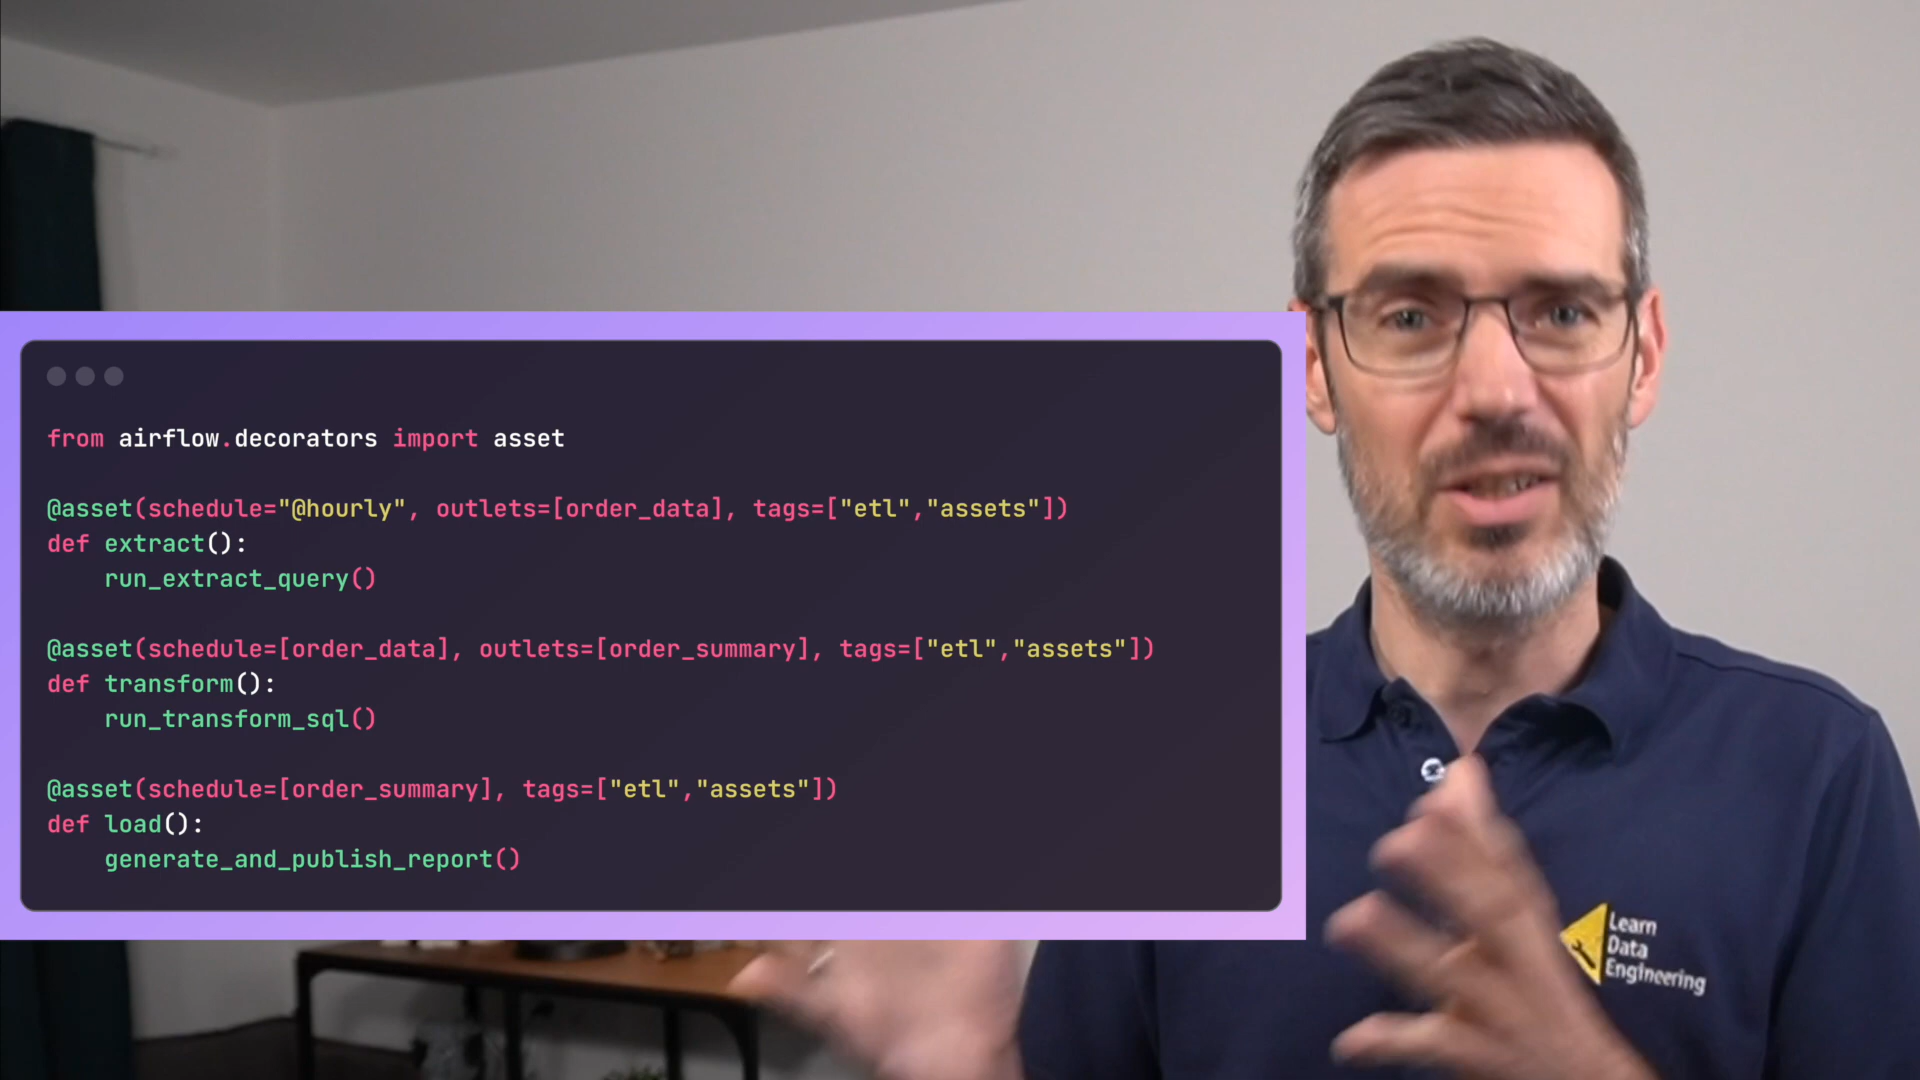 from airflow.decorators import asset
@asset(schedule="@hourly", outlets=[order_data], tags=["etl","assets"])
def extract():
    run_extract_query()
@asset(schedule=[order_data], outlets=[order_summary], tags=["etl","assets"])
def transform():
    run_transform_sql()
@asset(schedule=[order_summary], tags=["etl","assets"])
def load():
    generate_and_publish_report()
Learn
Data
Engineering